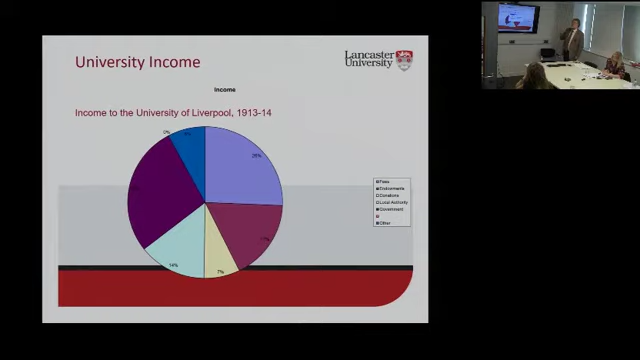 University Income
Lancaster
University
Income
Income to the University of Liverpool, 1913-14
0%
26%
17%
7%
14%
Fees
Endowments
Donations
Local Authority
Government
Other